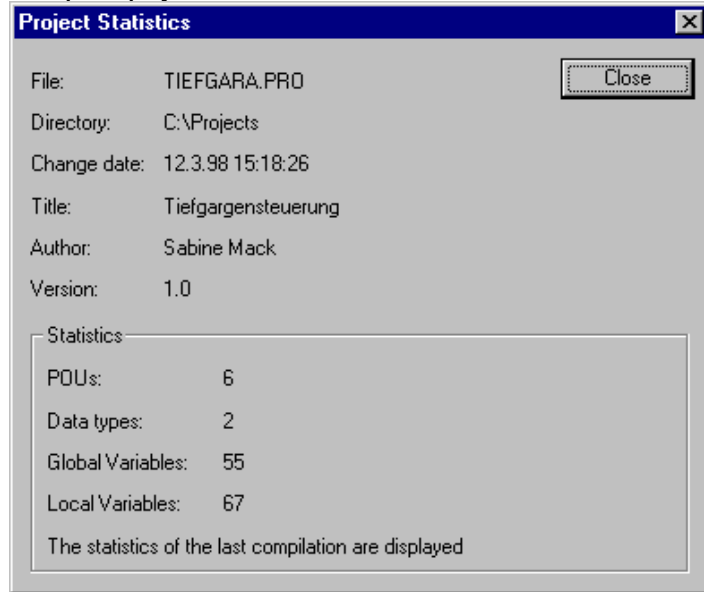 Project Statistics
File: TIEFGARA.PRO
Close
Directory: C:\Projects
Change date: 12.3.98 15:18:26
Title: Tiefgargensteuerung
Author: Sabine Mack
Version: 1.0
Statistics
POUs: 6
Data types: 2
Global Variables: 55
Local Variables: 67
The statistics of the last compilation are displayed